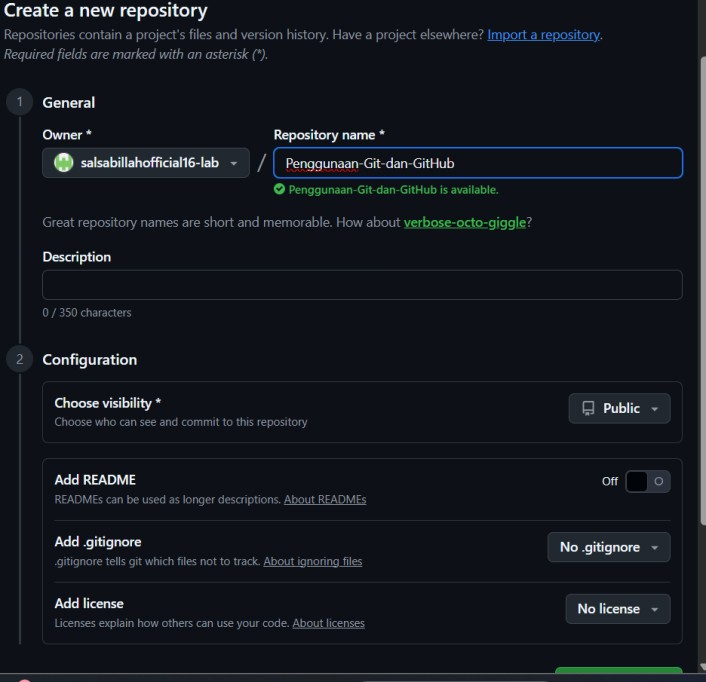 Create a new repository
Repositories contain a project's files and version history. Have a project elsewhere? Import a repository.
Required fields are marked with an asterisk (*).
1 General
Owner * Repository name *
salsabillahofficial16-lab / Penggunaan-Git-dan-GitHub
Penggunaan-Git-dan-GitHub is available.
Great repository names are short and memorable. How about verbose-octo-giggle?
Description
0 / 350 characters
2 Configuration
Choose visibility *
Choose who can see and commit to this repository
Public
Add README
READMEs can be used as longer descriptions. About READMEs
Off
Add .gitignore
.gitignore tells git which files not to track. About ignoring files
No .gitignore
Add license
Licenses explain how others can use your code. About licenses
No license